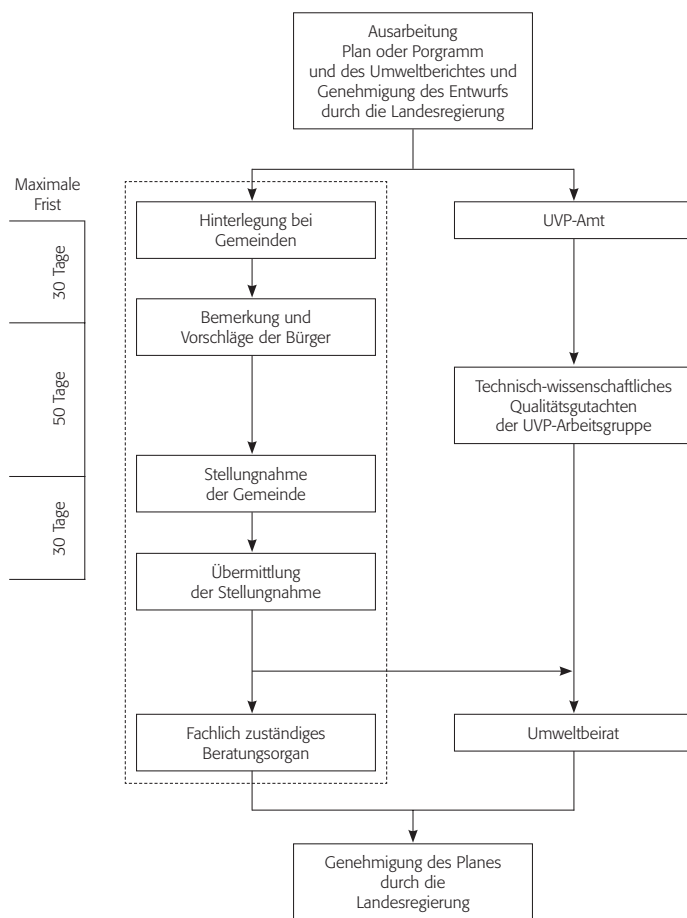 Ausarbeitung
Plan oder Porgramm
und des Umweltberichtes und
Genehmigung des Entwurfs
durch die Landesregierung
Maximale
Frist
Hinterlegung bei
Gemeinden
UVP-Amt
30 Tage
Bemerkung und
Vorschläge der Bürger
50 Tage
Technisch-wissenschaftliches
Qualitätsgutachten
der UVP-Arbeitsgruppe
Stellungnahme
der Gemeinde
30 Tage
Übermittlung
der Stellungnahme
Fachlich zuständiges
Beratungsorgan
Umweltbeirat
Genehmigung des Planes
durch die
Landesregierung